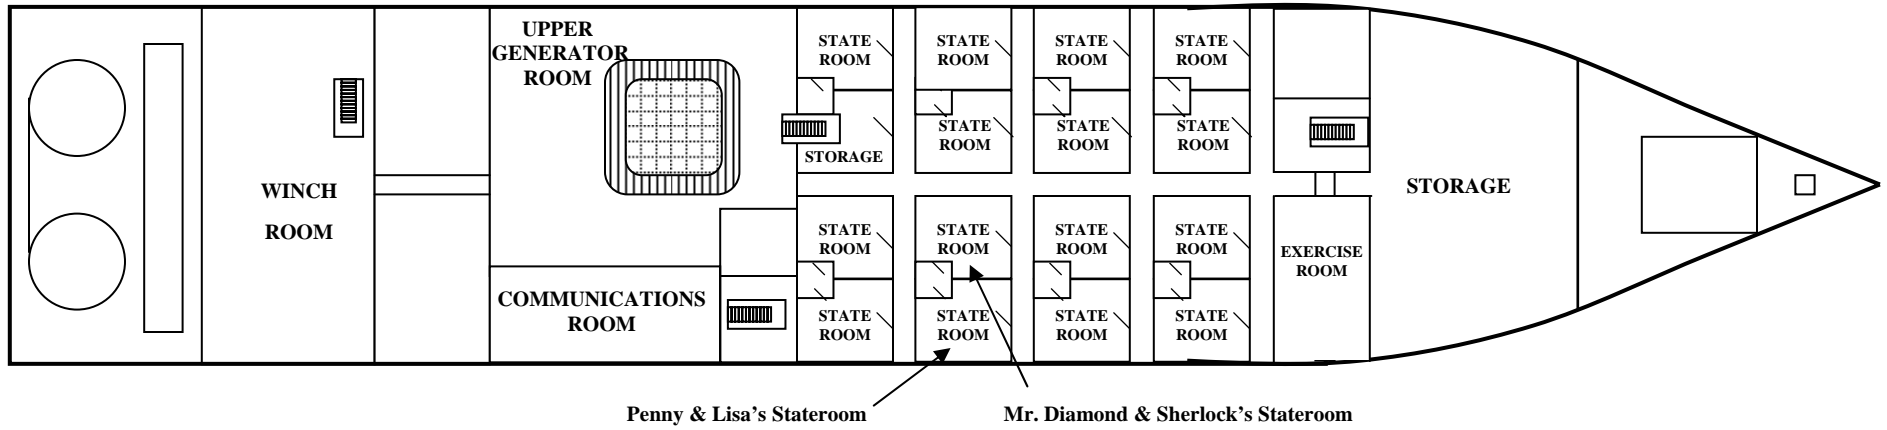 UPPER
GENERATOR
ROOM
WINCH
ROOM
COMMUNICATIONS
ROOM
STATE
ROOM
STATE
ROOM
STATE
ROOM
STATE
ROOM
STORAGE
STATE
ROOM
STATE
ROOM
STATE
ROOM
STATE
ROOM
STATE
ROOM
STATE
ROOM
STATE
ROOM
STATE
ROOM
STATE
ROOM
STATE
ROOM
STATE
ROOM
EXERCISE
ROOM
STORAGE
Penny & Lisa's Stateroom
Mr. Diamond & Sherlock's Stateroom